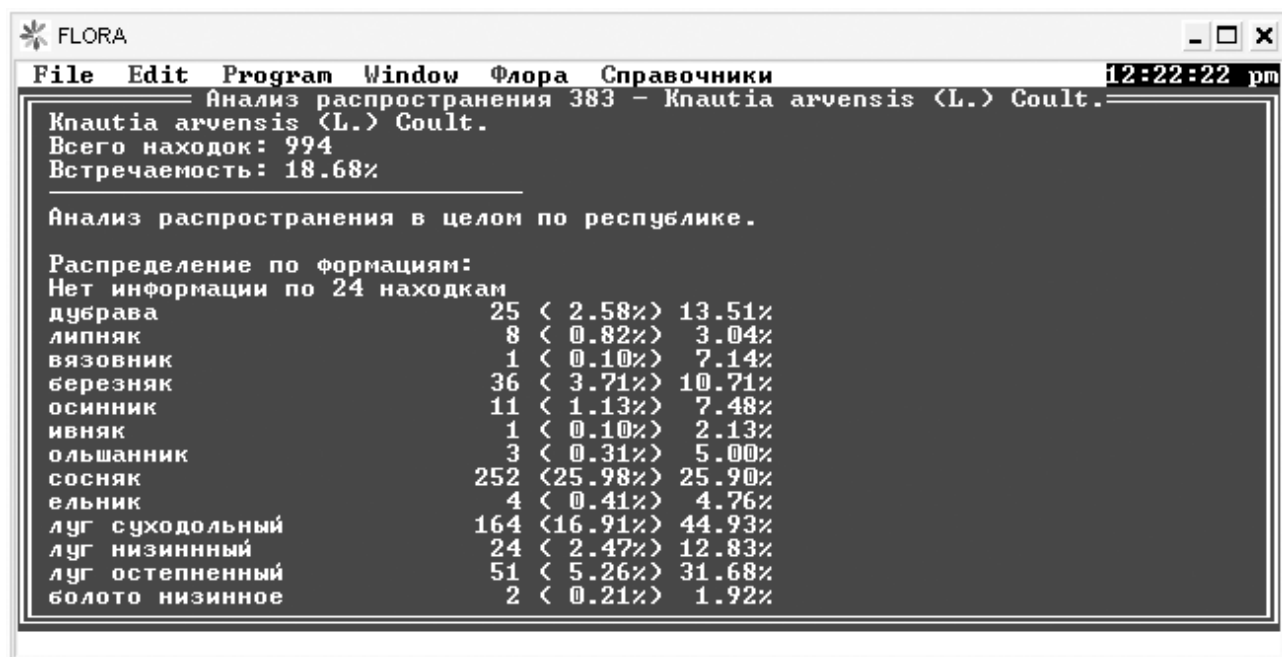 FLORA
File Edit Program Window Флора Справочники 12:22:22 pm
Анализ распространения 383 – Knautia arvensis (L.) Coult.
Knautia arvensis (L.) Coult.
Всего находок: 994
Встречаемость: 18.68%
Анализ распространения в целом по республике.
Распределение по формациям:
Нет информации по 24 находкам
дубрава 25 ( 2.58%) 13.51%
липняк 8 ( 0.82%) 3.04%
вязовник 1 ( 0.10%) 7.14%
березняк 36 ( 3.71%) 10.71%
осинник 11 ( 1.13%) 7.48%
ивняк 1 ( 0.10%) 2.13%
ольшанник 3 ( 0.31%) 5.00%
сосняк 252 (25.98%) 25.90%
ельник 4 ( 0.41%) 4.76%
луг суходольный 164 (16.91%) 44.93%
луг низиннный 24 ( 2.47%) 12.83%
луг остепненный 51 ( 5.26%) 31.68%
болото низинное 2 ( 0.21%) 1.92%